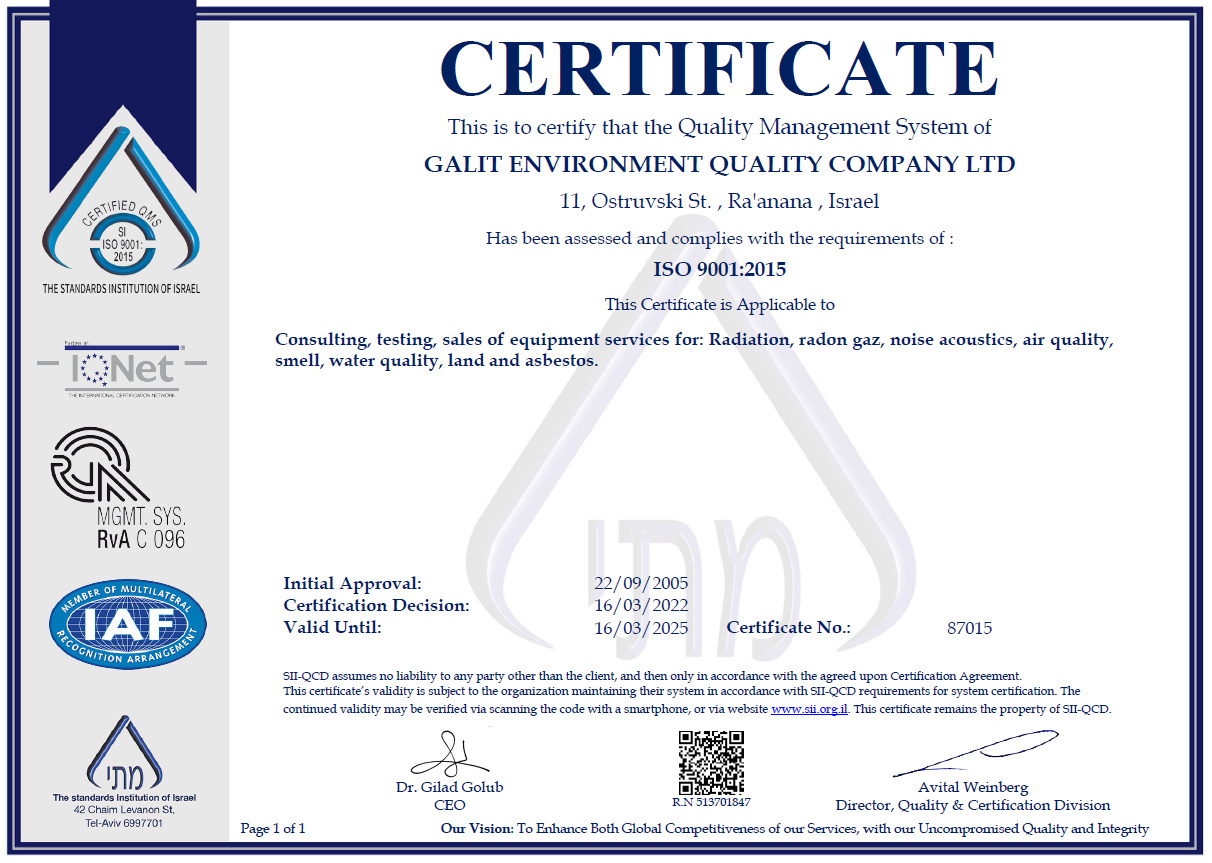 CERTIFICATE
This is to certify that the Quality Management System of
GALIT ENVIRONMENT QUALITY COMPANY LTD
11, Ostruvski St. , Ra'anana , Israel
Has been assessed and complies with the requirements of :
ISO 9001:2015
This Certificate is Applicable to
Consulting, testing, sales of equipment services for: Radiation, radon gaz, noise acoustics, air quality,
smell, water quality, land and asbestos.
מתי
Initial Approval: 22/09/2005
Certification Decision: 16/03/2022
Valid Until: 16/03/2025 Certificate No.: 87015
SII-QCD assumes no liability to any party other than the client, and then only in accordance with the agreed upon Certification Agreement.
This certificate's validity is subject to the organization maintaining their system in accordance with SII-QCD requirements for system certification. The
continued validity may be verified via scanning the code with a smartphone, or via website www.sii.org.il. This certificate remains the property of SII-QCD.
Dr. Gilad Golub
CEO
R.N 513701847
Avital Weinberg
Director, Quality & Certification Division
Page 1 of 1
Our Vision: To Enhance Both Global Competitiveness of our Services, with our Uncompromised Quality and Integrity
CERTIFIED QMS
SI
ISO 9001:
2015
THE STANDARDS INSTITUTION OF ISRAEL
IQNet ®
THE INTERNATIONAL CERTIFICATION NETWORK
MGMT. SYS.
RvA C 096
MEMBER OF MULTILATERAL
IAF
RECOGNITION ARRANGEMENT
מתי
The standards Institution of Israel
42 Chaim Levanon St,
Tel-Aviv 6997701